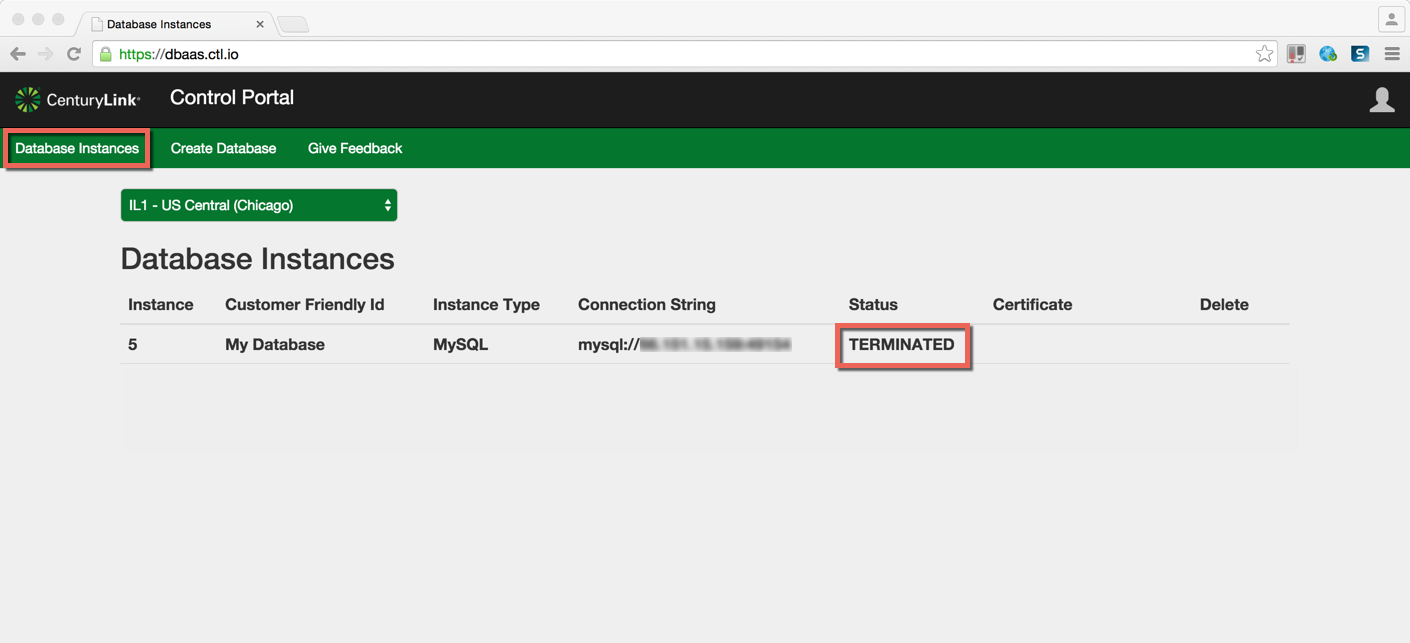 Database Instances
https://dbaas.ctl.io
CenturyLink® Control Portal
Database Instances Create Database Give Feedback
IL1 - US Central (Chicago)
Database Instances
Instance Customer Friendly Id Instance Type Connection String Status Certificate Delete
5 My Database MySQL mysql:// TERMINATED